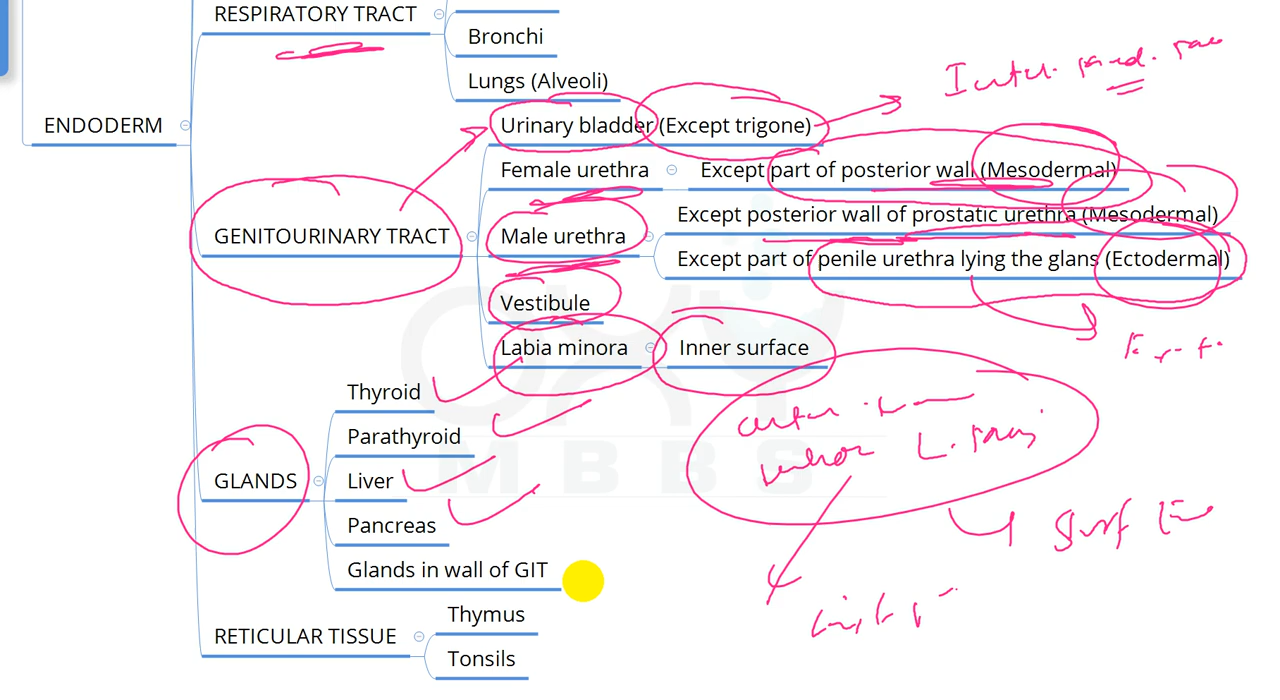 RESPIRATORY TRACT
Bronchi
Lungs (Alveoli)
ENDODERM
Urinary bladder (Except trigone)
Female urethra
Except part of posterior wall (Mesodermal)
GENITOURINARY TRACT
Male urethra
Except posterior wall of prostatic urethra (Mesodermal)
Except part of penile urethra lying the glans (Ectodermal)
Vestibule
Labia minora
Inner surface
GLANDS
Thyroid
Parathyroid
Liver
Pancreas
Glands in wall of GIT
RETICULAR TISSUE
Thymus
Tonsils
MBBS